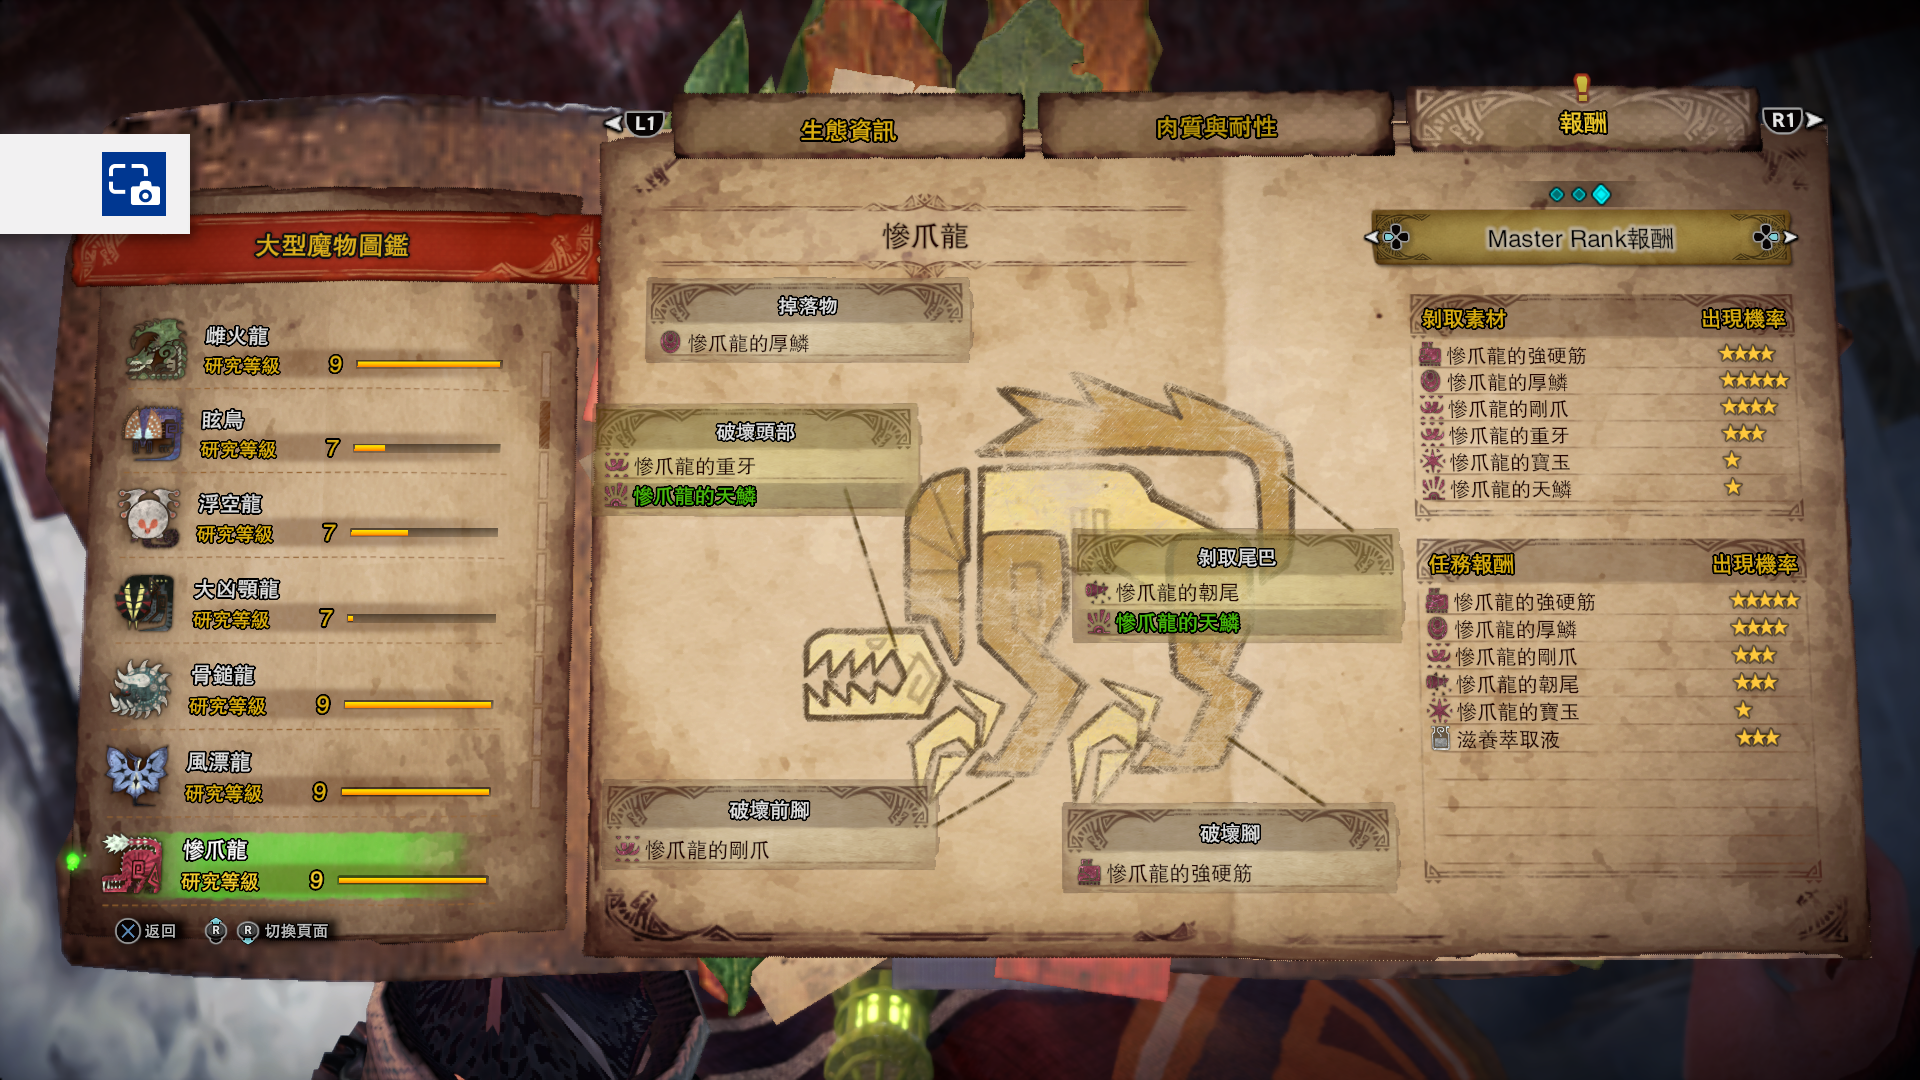 L1
生態資訊
肉質與耐性
報酬
R1
大型魔物圖鑑
雌火龍
研究等級 9
眩鳥
研究等級 7
浮空龍
研究等級 7
大凶顎龍
研究等級 7
骨鎚龍
研究等級 9
風漂龍
研究等級 9
慘爪龍
研究等級 9
返回
R R 切換頁面
慘爪龍
掉落物
慘爪龍的厚鱗
破壞頭部
慘爪龍的重牙
慘爪龍的天鱗
剝取尾巴
慘爪龍的韌尾
慘爪龍的天鱗
破壞前腳
慘爪龍的剛爪
破壞腳
慘爪龍的強硬筋
Master Rank報酬
剝取素材 出現機率
慘爪龍的強硬筋 ★★★★
慘爪龍的厚鱗 ★★★★★
慘爪龍的剛爪 ★★★★
慘爪龍的重牙 ★★★
慘爪龍的寶玉 ★
慘爪龍的天鱗 ★
任務報酬 出現機率
慘爪龍的強硬筋 ★★★★★
慘爪龍的厚鱗 ★★★★
慘爪龍的剛爪 ★★★
慘爪龍的韌尾 ★★★
慘爪龍的寶玉 ★
滋養萃取液 ★★★